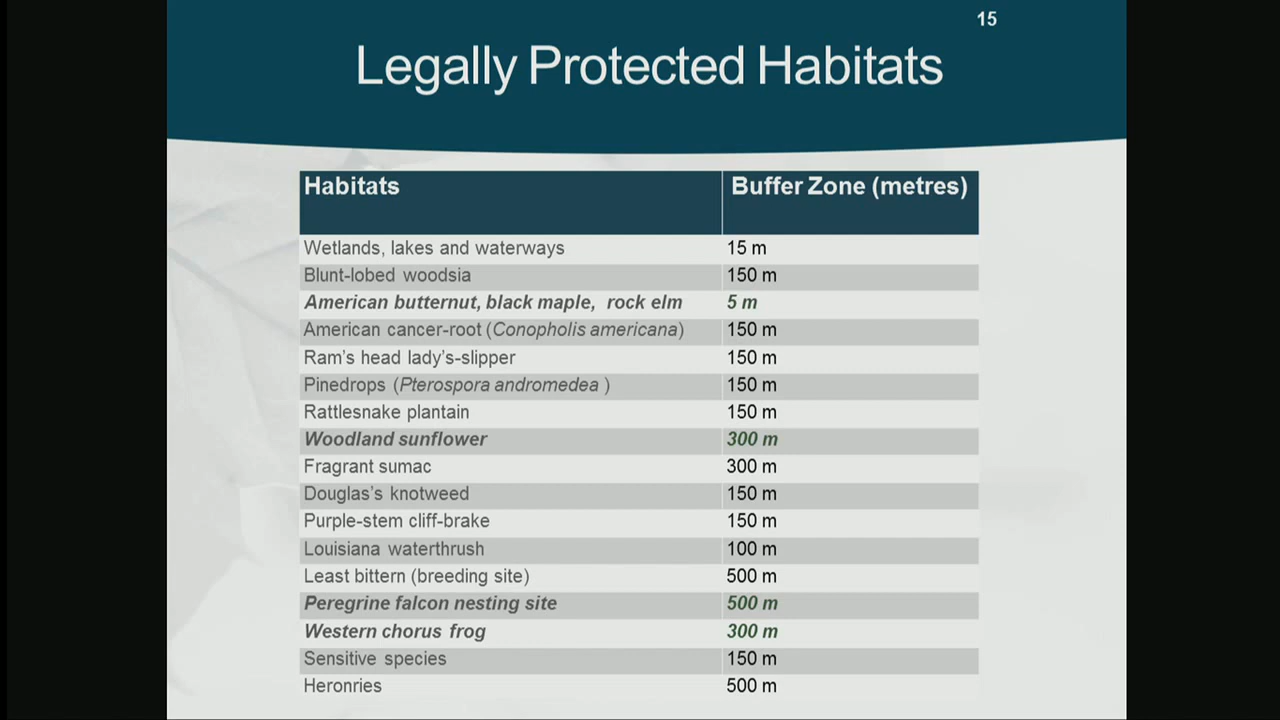 15
Legally Protected Habitats
Habitats Buffer Zone (metres)
Wetlands, lakes and waterways 15 m
Blunt-lobed woodsia 150 m
American butternut, black maple, rock elm 5 m
American cancer-root (Conopholis americana) 150 m
Ram's head lady's-slipper 150 m
Pinedrops (Pterospora andromedea ) 150 m
Rattlesnake plantain 150 m
Woodland sunflower 300 m
Fragrant sumac 300 m
Douglas's knotweed 150 m
Purple-stem cliff-brake 150 m
Louisiana waterthrush 100 m
Least bittern (breeding site) 500 m
Peregrine falcon nesting site 500 m
Western chorus frog 300 m
Sensitive species 150 m
Heronries 500 m